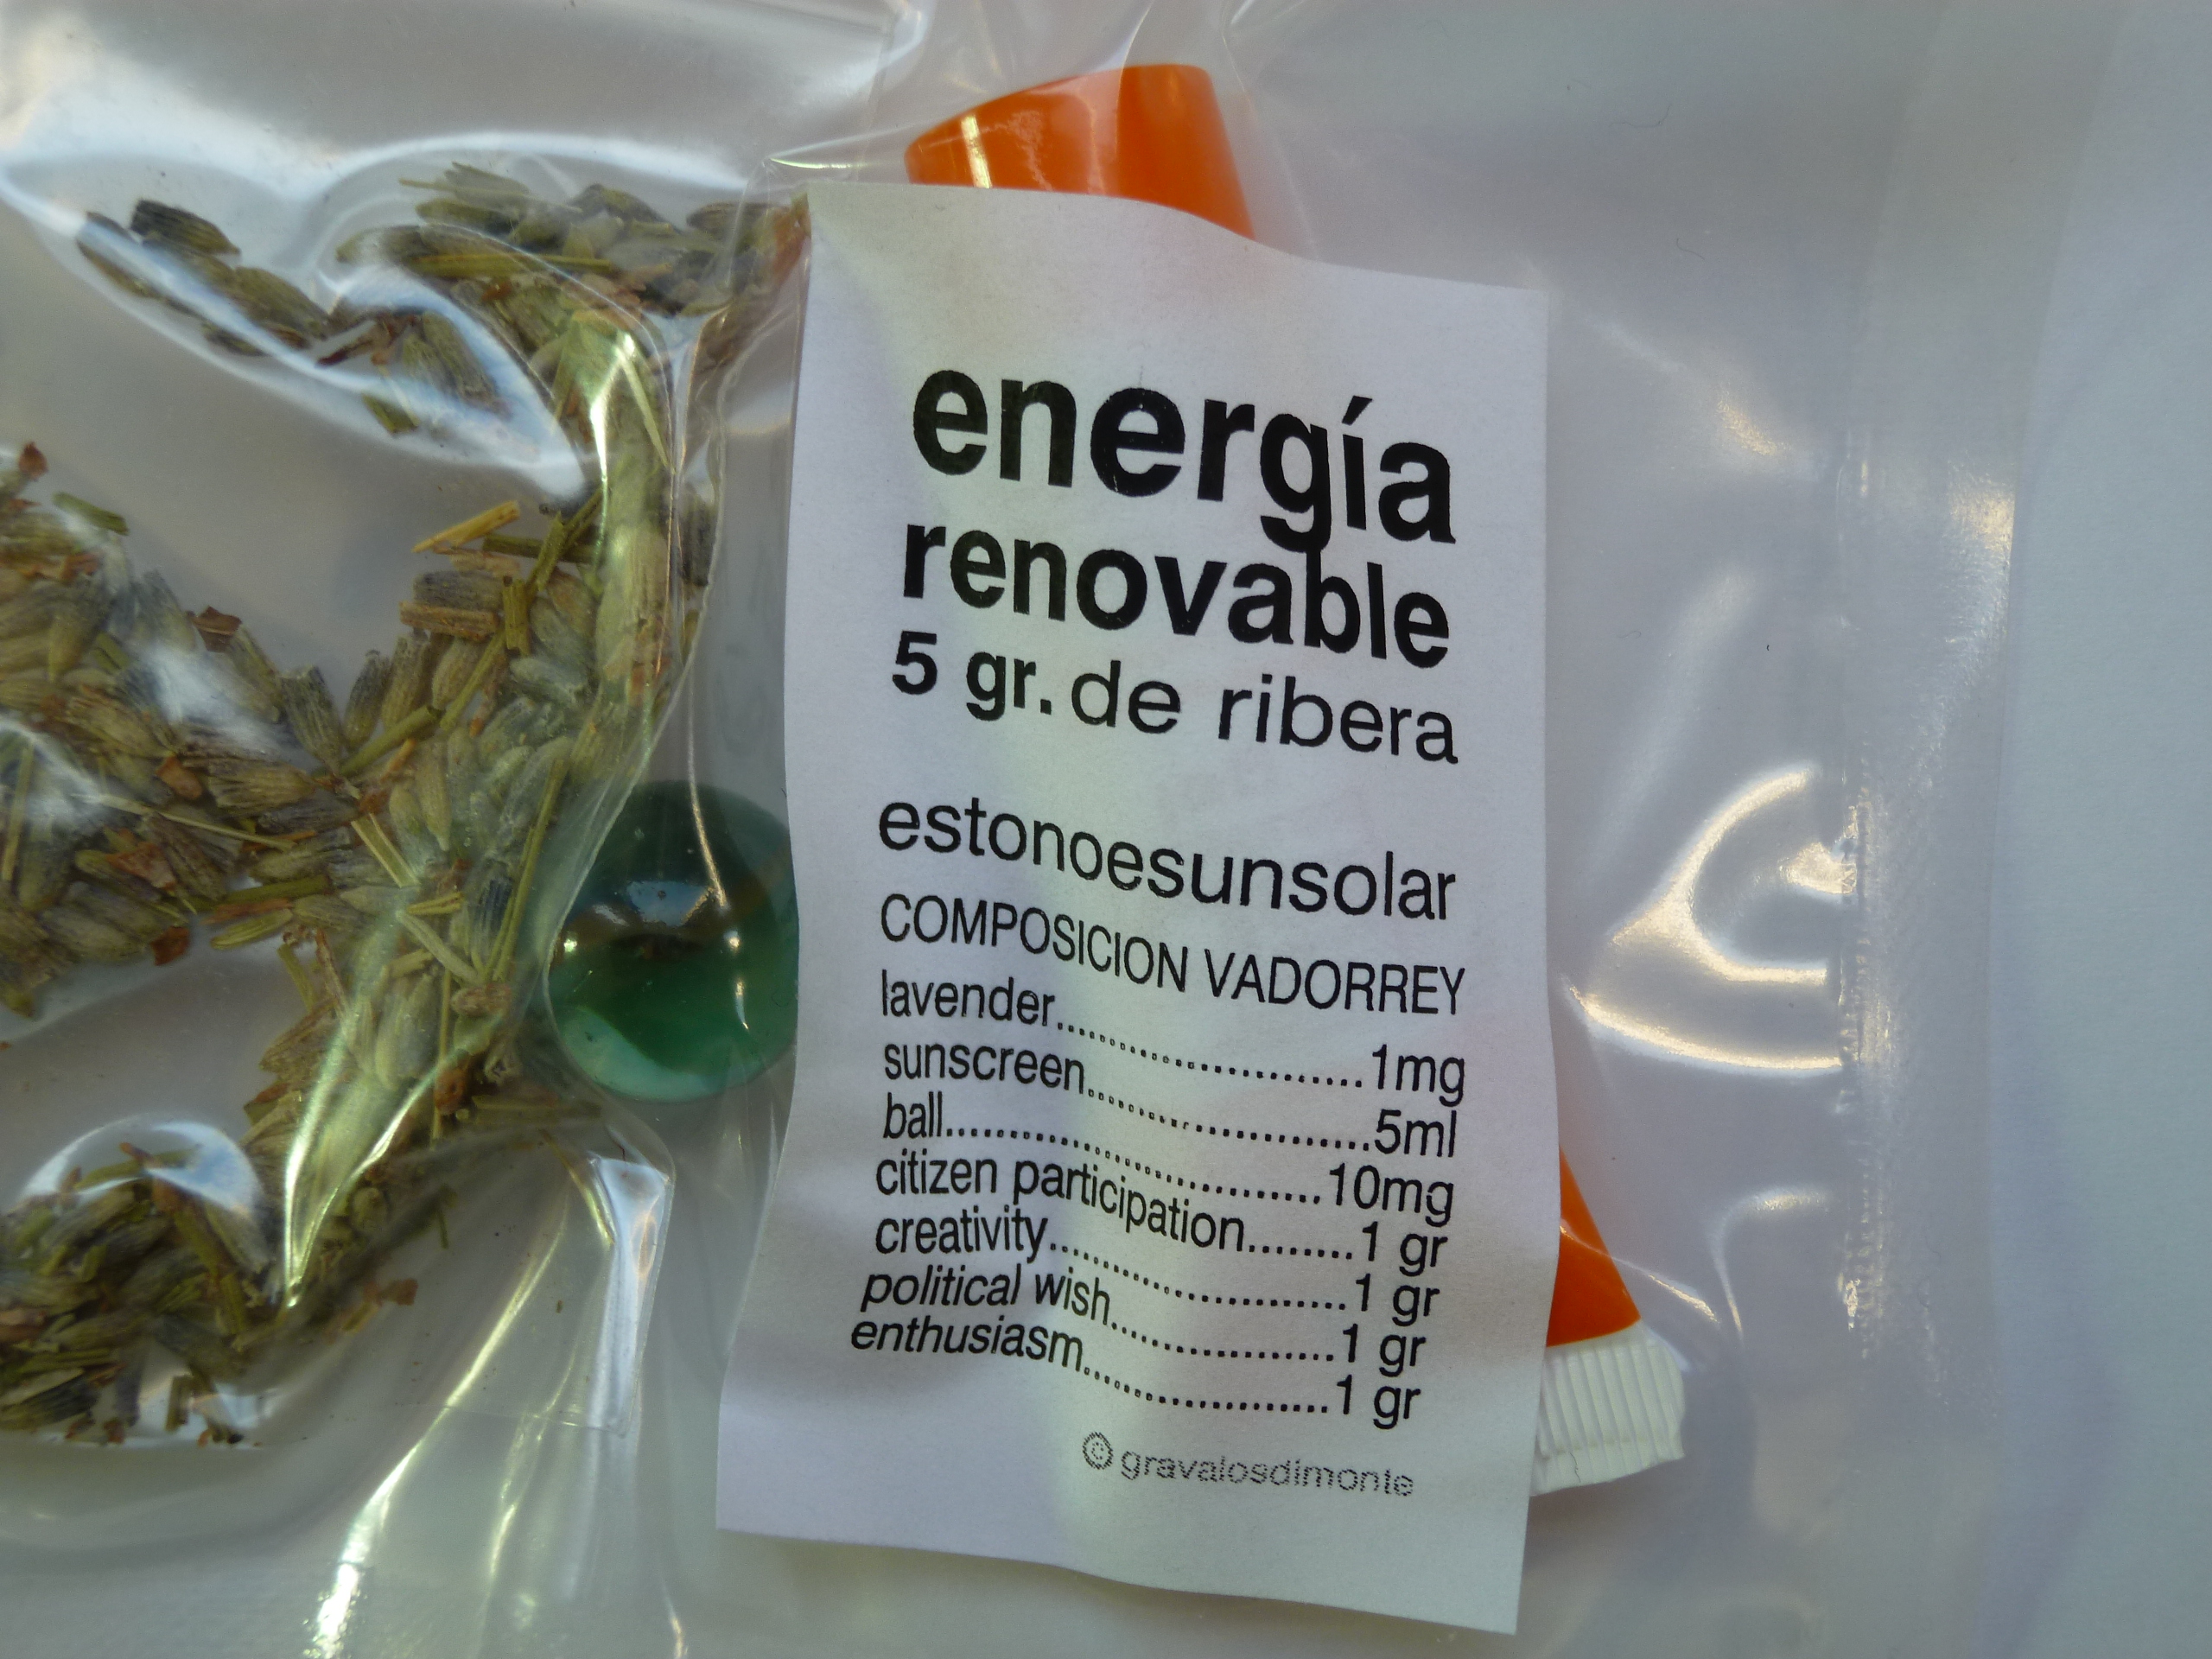 energía
renovable
5 gr. de ribera
estonoesunsolar
COMPOSICION VADORREY
lavender..............................1mg
sunscreen...........................5ml
ball....................................10mg
citizen participation........1 gr
creativity............................1 gr
political wish......................1 gr
enthusiasm.......................1 gr
© gravalosdimonte